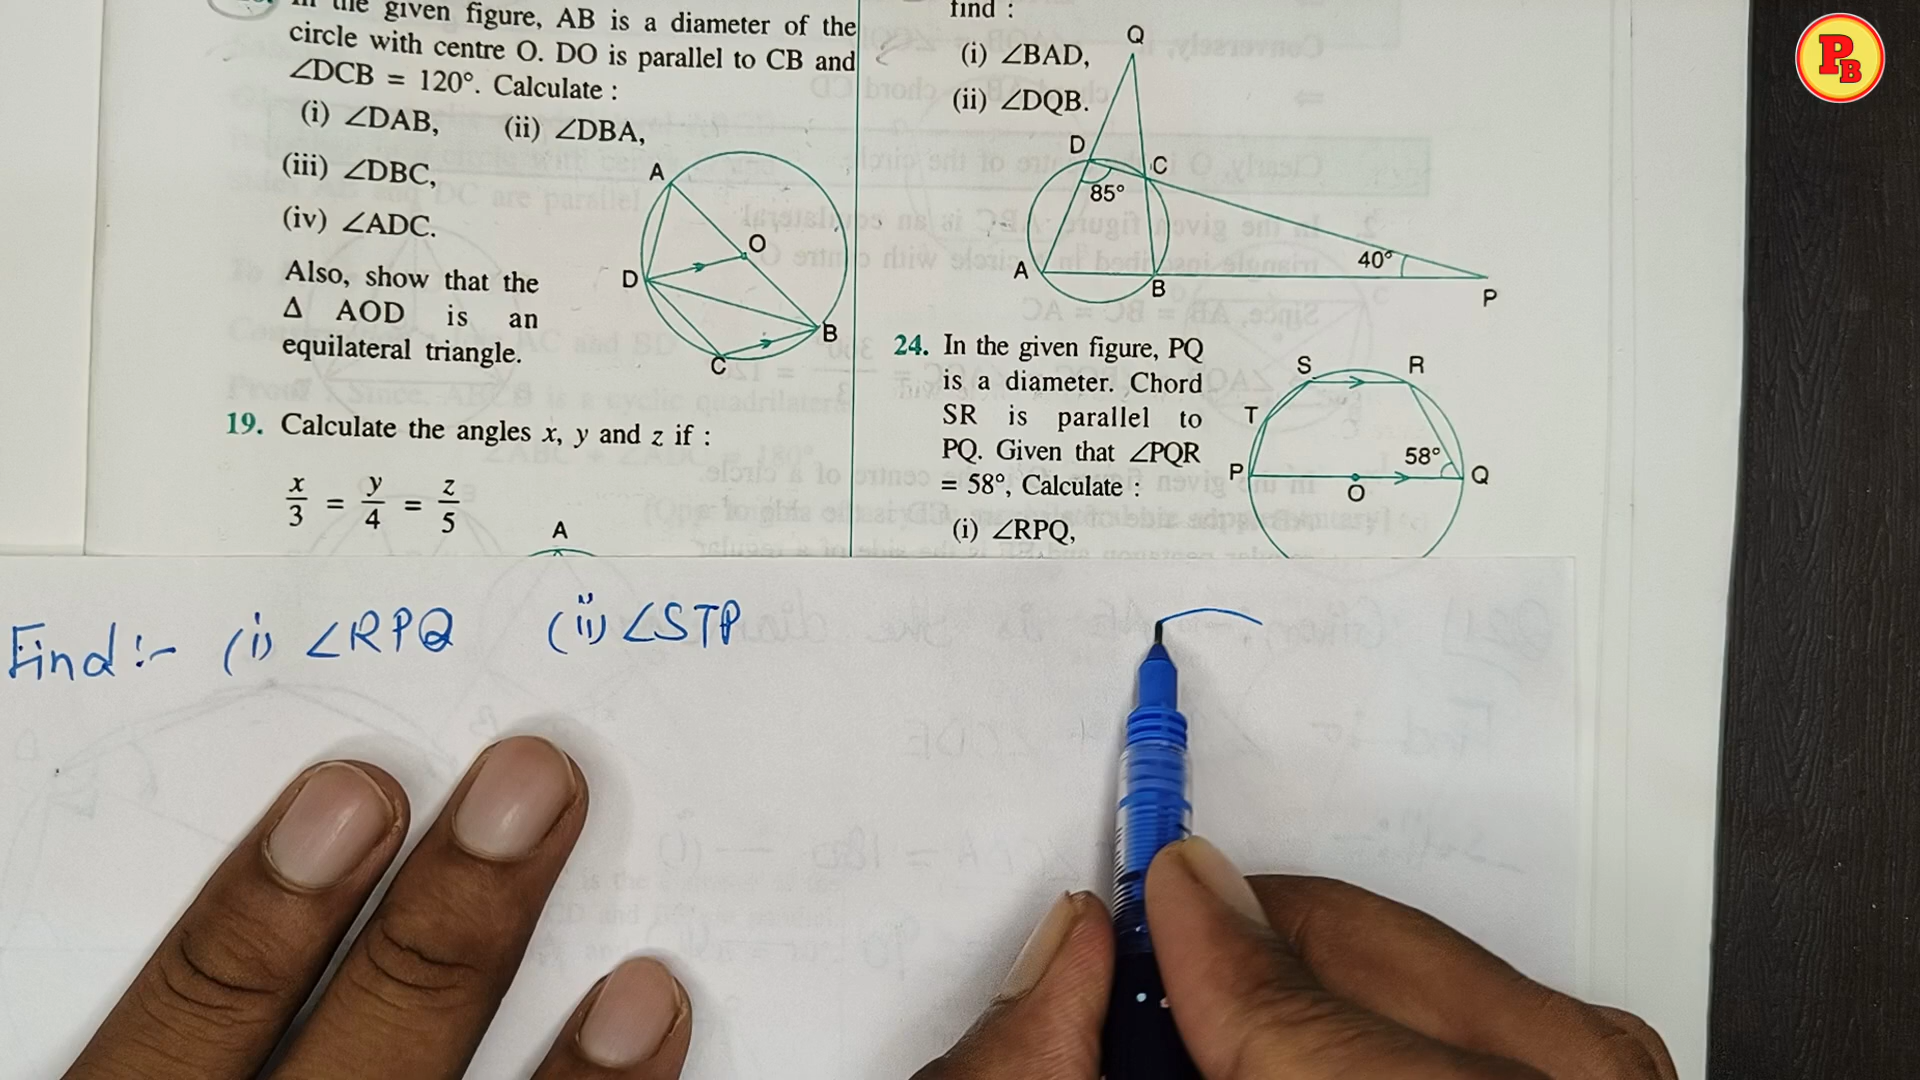 In the given figure, AB is a diameter of the
circle with centre O. DO is parallel to CB and
∠DCB = 120°. Calculate :
(i) ∠DAB, (ii) ∠DBA,
(iii) ∠DBC,
(iv) ∠ADC.
Also, show that the
Δ AOD is an
equilateral triangle.
A
O
D
B
C
19. Calculate the angles x, y and z if :
x/3 = y/4 = z/5
A
find :
(i) ∠BAD,
(ii) ∠DQB.
Q
D
C
85°
40°
A
B
P
24. In the given figure, PQ
is a diameter. Chord
SR is parallel to
PQ. Given that ∠PQR
= 58°, Calculate :
(i) ∠RPQ,
S
R
T
58°
P
Q
O
Find :- (i) ∠RPQ (ii) ∠STP
PB